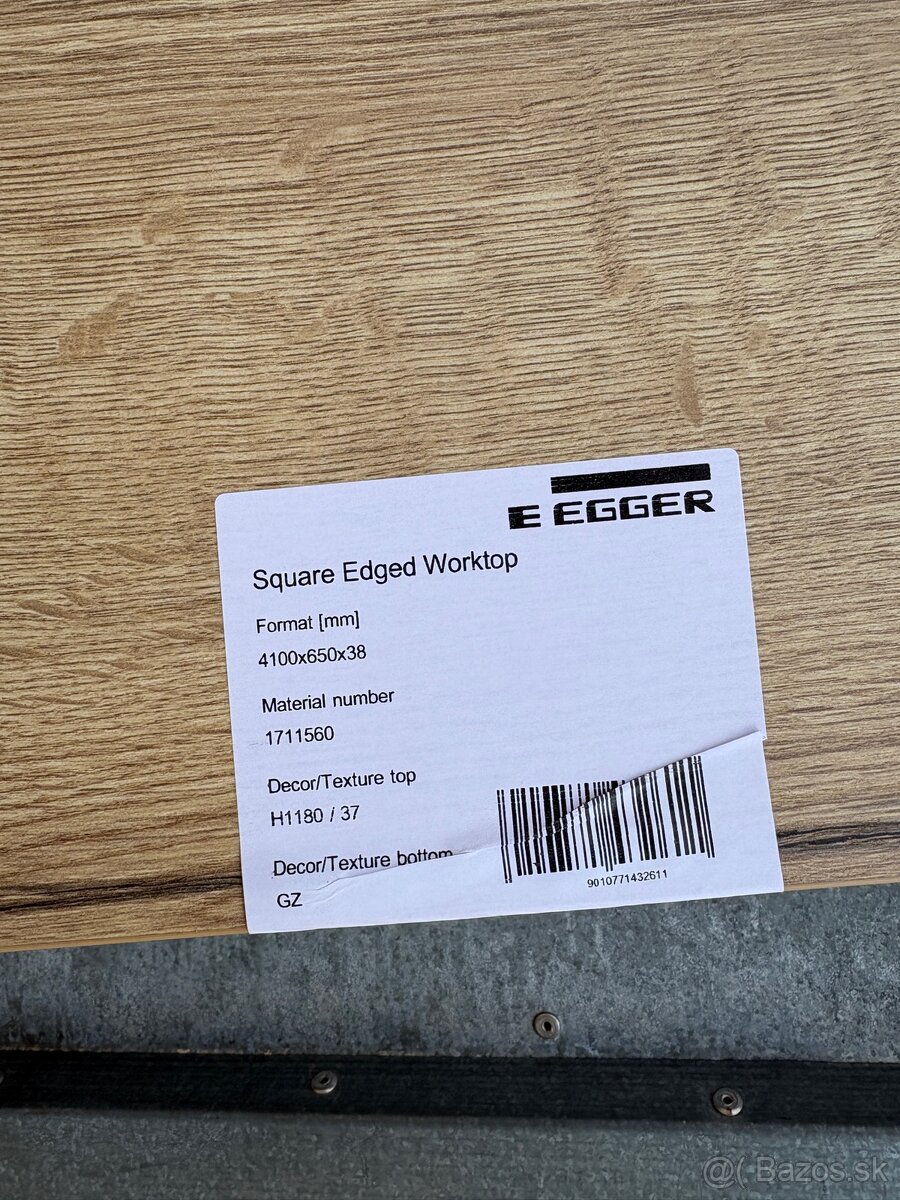 E EGGER
Square Edged Worktop
Format [mm]
4100x650x38
Material number
1711560
Decor/Texture top
H1180 / 37
Decor/Texture bottom
GZ
9010771432611
@( Bazos.sk